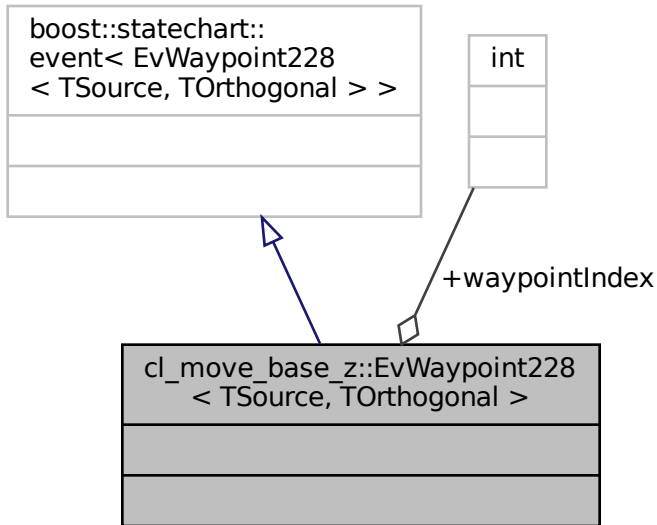 boost::statechart::
event< EvWaypoint228
< TSource, TOrthogonal > >
int
+waypointIndex
cl_move_base_z::EvWaypoint228
< TSource, TOrthogonal >